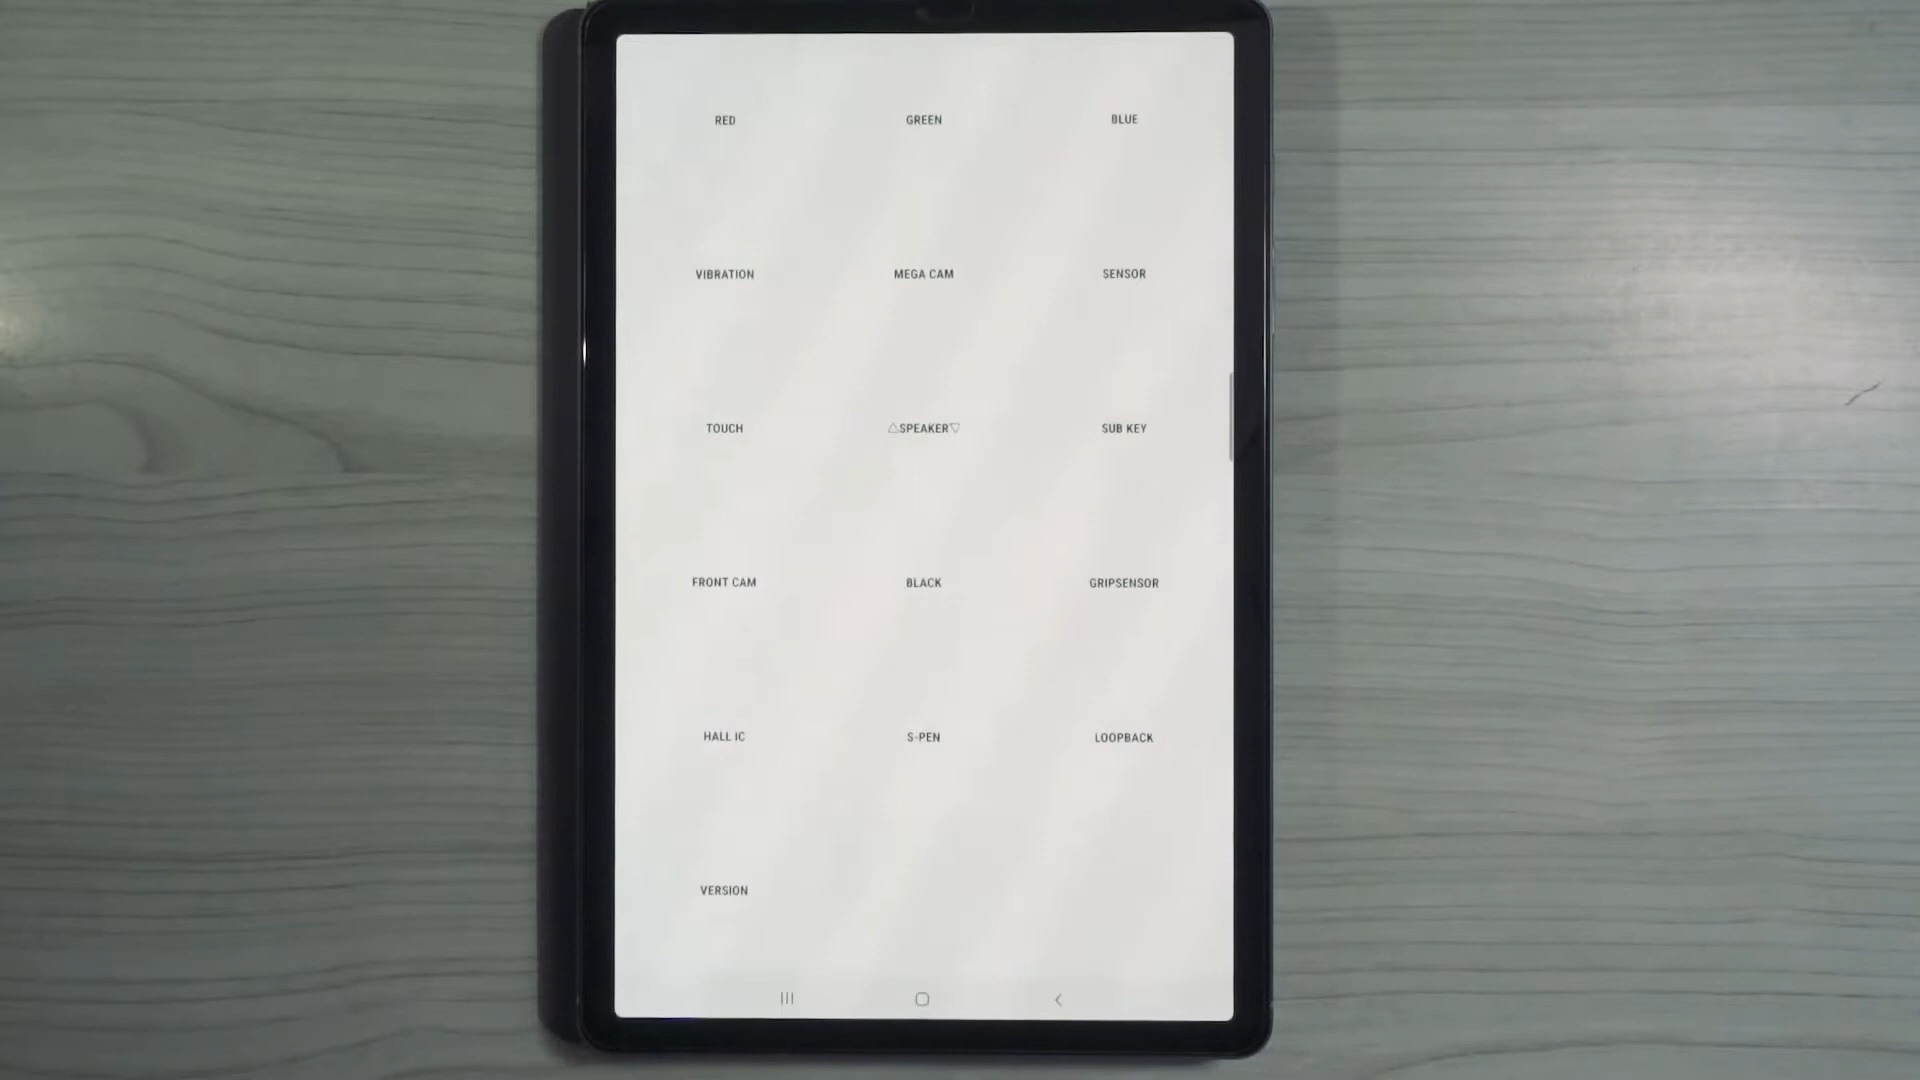 RED GREEN BLUE
VIBRATION MEGA CAM SENSOR
TOUCH △SPEAKER▽ SUB KEY
FRONT CAM BLACK GRIPSENSOR
HALL IC S-PEN LOOPBACK
VERSION